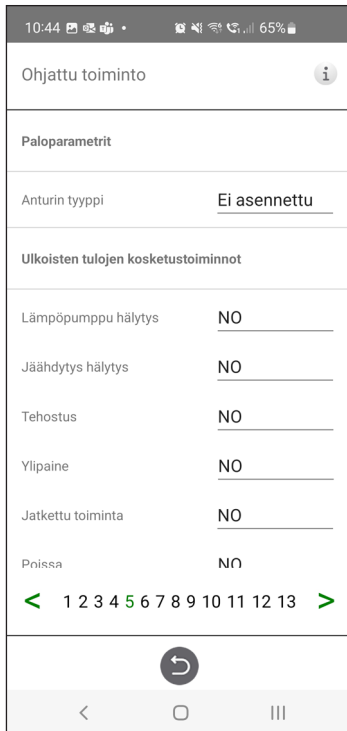 10:44 65%
Ohjattu toiminto i
Paloparametrit
Anturin tyyppi Ei asennettu
Ulkoisten tulojen kosketustoiminnot
Lämpöpumppu hälytys NO
Jäähdytys hälytys NO
Tehostus NO
Ylipaine NO
Jatkettu toiminta NO
Poissa NO
< 1 2 3 4 5 6 7 8 9 10 11 12 13 >